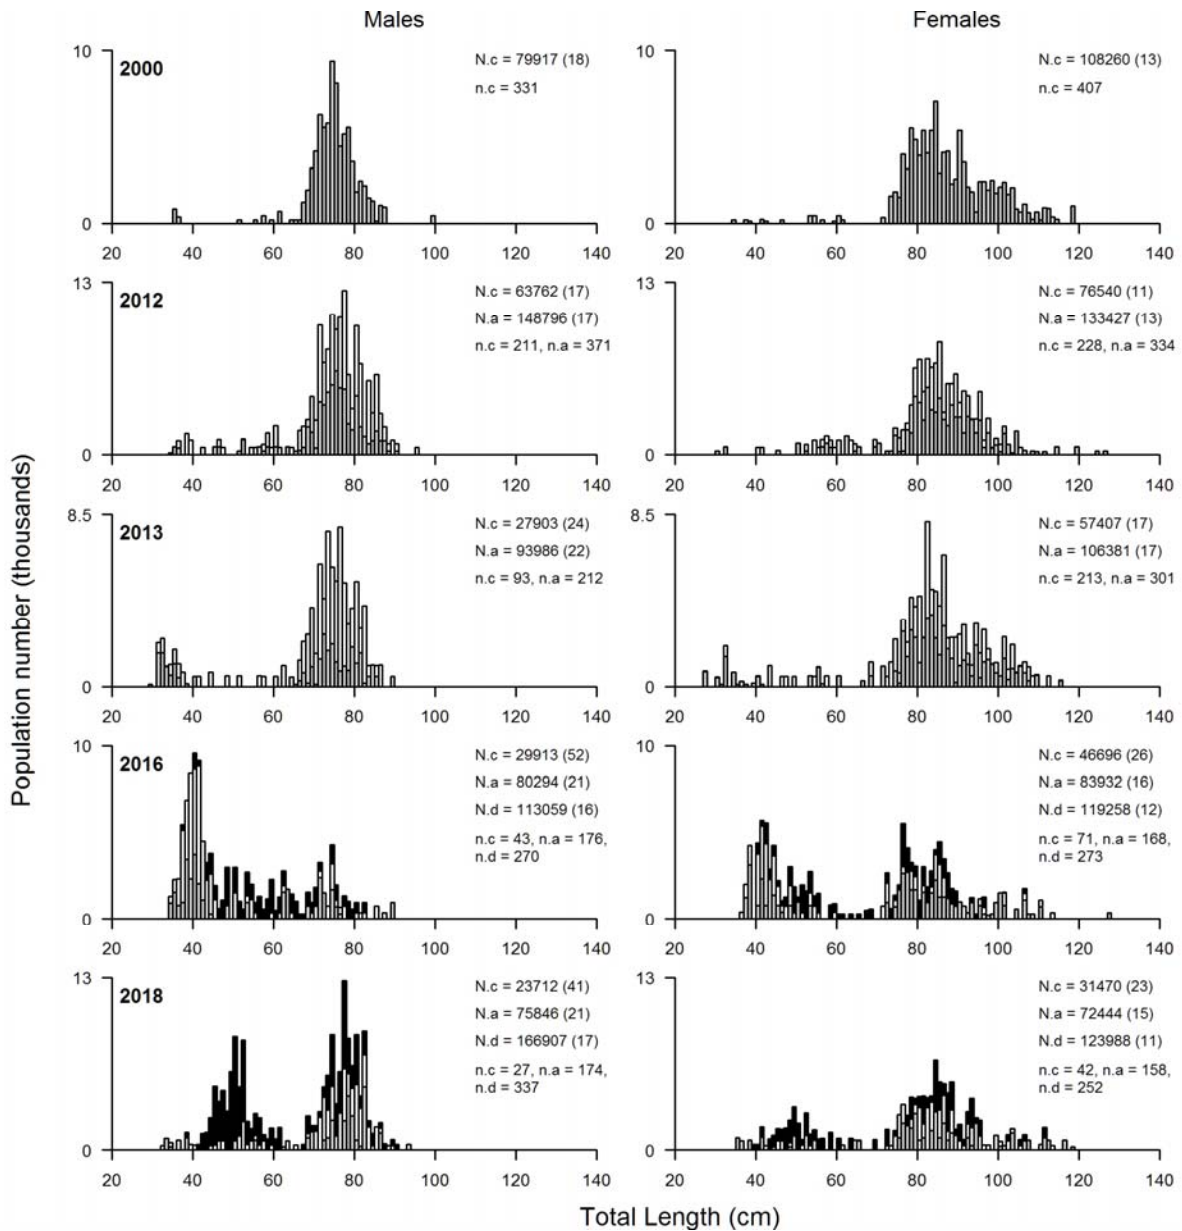 Males Females
10
2000
N.c = 79917 (18)
n.c = 331
0
20 40 60 80 100 120 140
10
N.c = 108260 (13)
n.c = 407
0
20 40 60 80 100 120 140
13
2012
N.c = 63762 (17)
N.a = 148796 (17)
n.c = 211, n.a = 371
0
20 40 60 80 100 120 140
13
N.c = 76540 (11)
N.a = 133427 (13)
n.c = 228, n.a = 334
0
20 40 60 80 100 120 140
8.5
2013
N.c = 27903 (24)
N.a = 93986 (22)
n.c = 93, n.a = 212
0
20 40 60 80 100 120 140
8.5
N.c = 57407 (17)
N.a = 106381 (17)
n.c = 213, n.a = 301
0
20 40 60 80 100 120 140
10
2016
N.c = 29913 (52)
N.a = 80294 (21)
N.d = 113059 (16)
n.c = 43, n.a = 176,
n.d = 270
0
20 40 60 80 100 120 140
10
N.c = 46696 (26)
N.a = 83932 (16)
N.d = 119258 (12)
n.c = 71, n.a = 168,
n.d = 273
0
20 40 60 80 100 120 140
13
2018
N.c = 23712 (41)
N.a = 75846 (21)
N.d = 166907 (17)
n.c = 27, n.a = 174,
n.d = 337
0
20 40 60 80 100 120 140
13
N.c = 31470 (23)
N.a = 72444 (15)
N.d = 123988 (11)
n.c = 42, n.a = 158,
n.d = 252
0
20 40 60 80 100 120 140
Population number (thousands)
Total Length (cm)